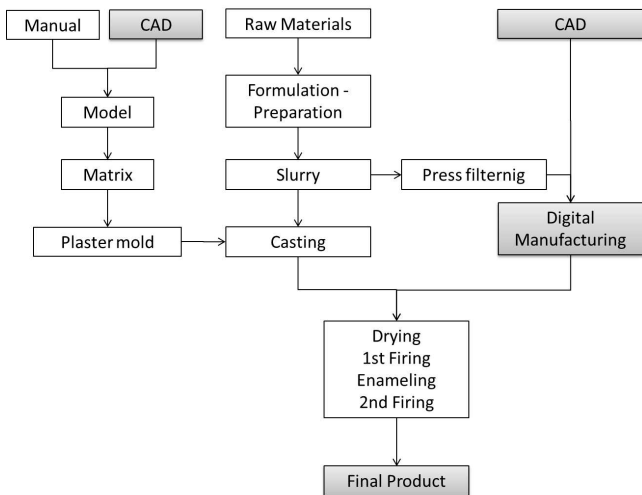 Manual
CAD
Raw Materials
CAD
Formulation -
Preparation
Model
Matrix
Slurry
Press filternig
Plaster mold
Casting
Digital
Manufacturing
Drying
1st Firing
Enameling
2nd Firing
Final Product